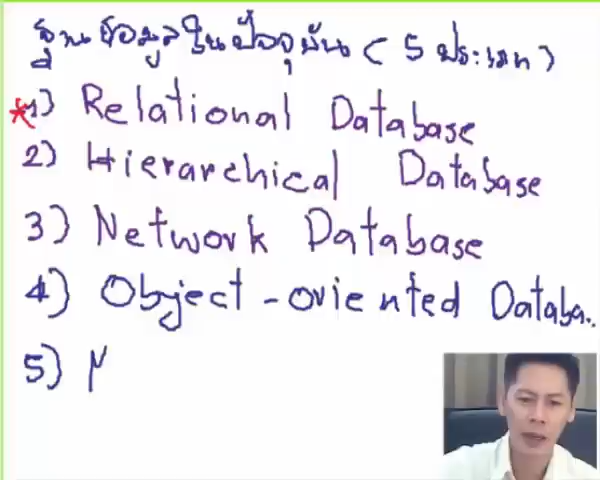 ฐานข้อมูลในปัจจุบัน ( 5 ประเภท )
*1) Relational Database
2) Hierarchical Database
3) Network Database
4) Object-oriented Databa..
5)